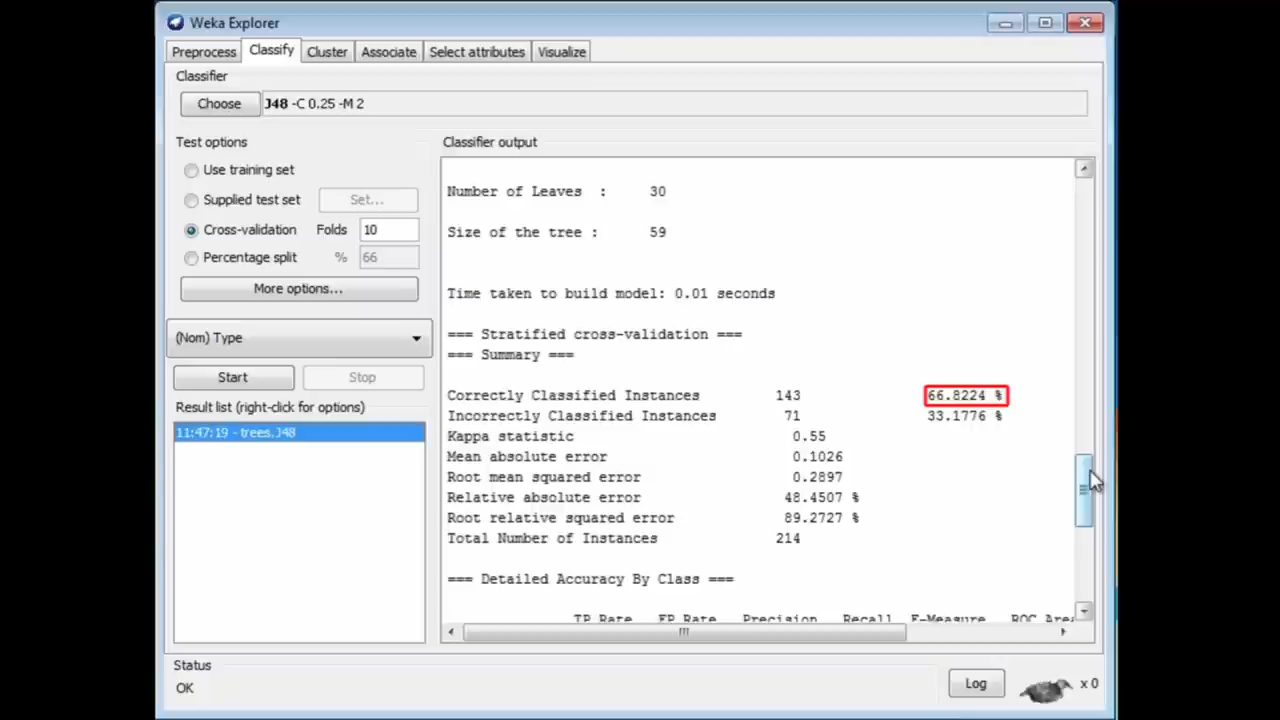 Weka Explorer
Preprocess Classify Cluster Associate Select attributes Visualize
Classifier
Choose J48 -C 0.25 -M 2
Test options
Use training set
Supplied test set Set...
Cross-validation Folds 10
Percentage split % 66
More options...
(Nom) Type
Start Stop
Result list (right-click for options)
11:47:19 - trees.J48
Classifier output
Number of Leaves : 30
Size of the tree : 59
Time taken to build model: 0.01 seconds
=== Stratified cross-validation ===
=== Summary ===
Correctly Classified Instances 143 66.8224 %
Incorrectly Classified Instances 71 33.1776 %
Kappa statistic 0.55
Mean absolute error 0.1026
Root mean squared error 0.2897
Relative absolute error 48.4507 %
Root relative squared error 89.2727 %
Total Number of Instances 214
=== Detailed Accuracy By Class ===
TP Rate FP Rate Precision Recall F-Measure ROC Area
Status
OK
Log x 0